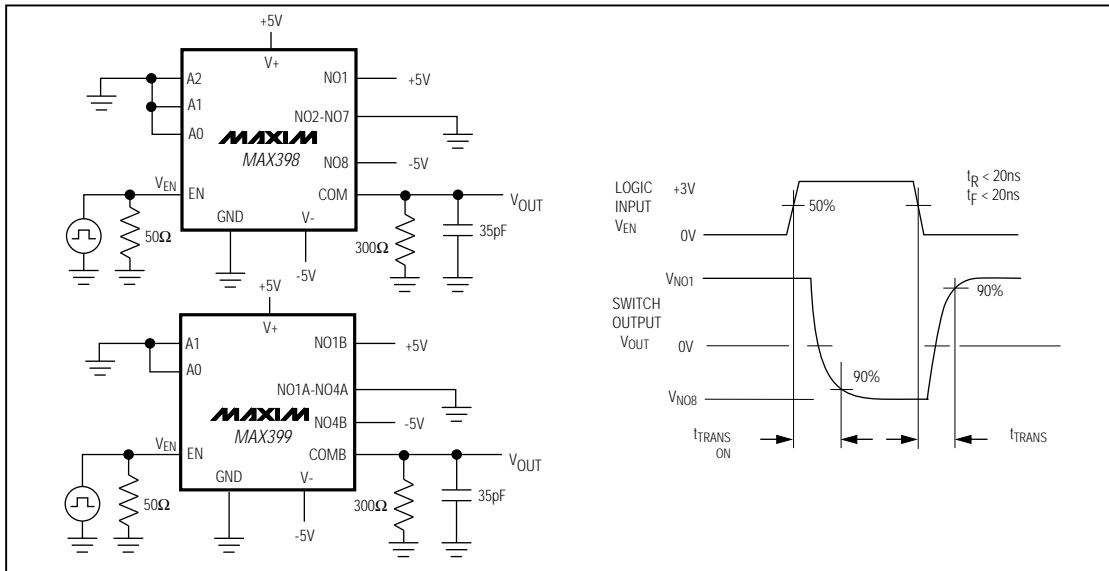 +5V
V+
A2
A1
A0
NO1
+5V
NO2-NO7
MAXIM
MAX398
NO8
-5V
VEN
EN
COM
VOUT
GND
V-
50Ω
300Ω
35pF
-5V
+5V
V+
A1
A0
NO1B
+5V
NO1A-NO4A
MAXIM
MAX399
NO4B
-5V
VEN
EN
COMB
VOUT
GND
V-
50Ω
300Ω
35pF
-5V
LOGIC
INPUT
VEN
+3V
0V
50%
tR < 20ns
tF < 20ns
VNO1
SWITCH
OUTPUT
VOUT
0V
VNO8
90%
90%
tTRANS
ON
tTRANS